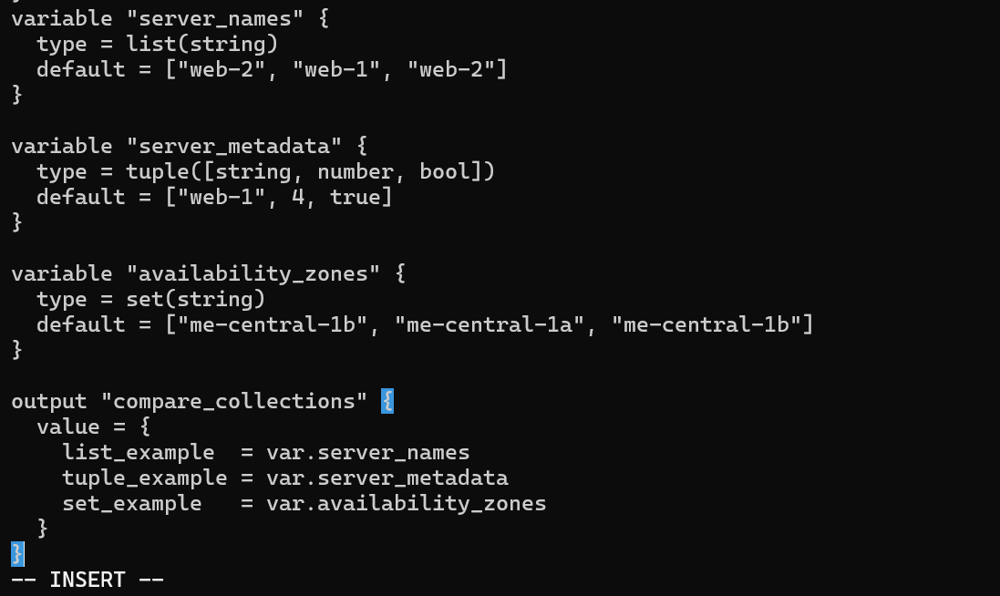 variable "server_names" {
  type = list(string)
  default = ["web-2", "web-1", "web-2"]
}

variable "server_metadata" {
  type = tuple([string, number, bool])
  default = ["web-1", 4, true]
}

variable "availability_zones" {
  type = set(string)
  default = ["me-central-1b", "me-central-1a", "me-central-1b"]
}

output "compare_collections" {
  value = {
    list_example  = var.server_names
    tuple_example = var.server_metadata
    set_example   = var.availability_zones
  }
}
-- INSERT --